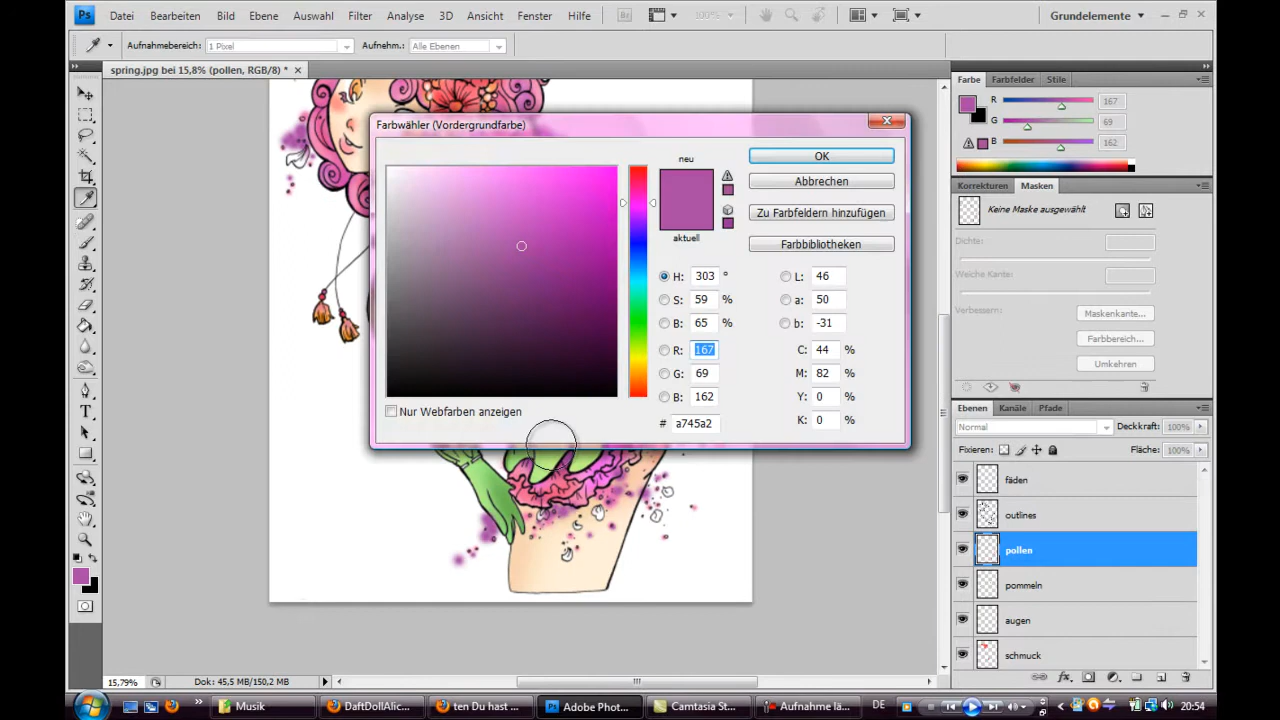 Ps Datei Bearbeiten Bild Ebene Auswahl Filter Analyse 3D Ansicht Fenster Hilfe Br 100% Grundelemente
Aufnahmebereich: 1 Pixel Aufnehm.: Alle Ebenen
spring.jpg bei 15,8% (pollen, RGB/8) *
Farbe Farbfelder Stile
R 167
G 69
B 162
Farbwähler (Vordergrundfarbe)
neu
aktuell
OK
Abbrechen
Zu Farbfeldern hinzufügen
Farbbibliotheken
H: 303 ° L: 46
S: 59 % a: 50
B: 65 % b: -31
R: 167 C: 44 %
G: 69 M: 82 %
B: 162 Y: 0 %
# a745a2 K: 0 %
Nur Webfarben anzeigen
Korrekturen Masken
Keine Maske ausgewählt
Dichte:
Weiche Kante:
Verbessern: Maskenkante...
Farbbereich...
Umkehren
Ebenen Kanäle Pfade
Normal Deckkraft: 100%
Fixieren: Fläche: 100%
fäden
outlines
pollen
pommeln
augen
schmuck
15,79% Dok: 45,5 MB/150,2 MB
Musik DaftDollAlic... ten Du hast ... Ps Adobe Phot... Camtasia St... Aufnahme lä... DE 20:54